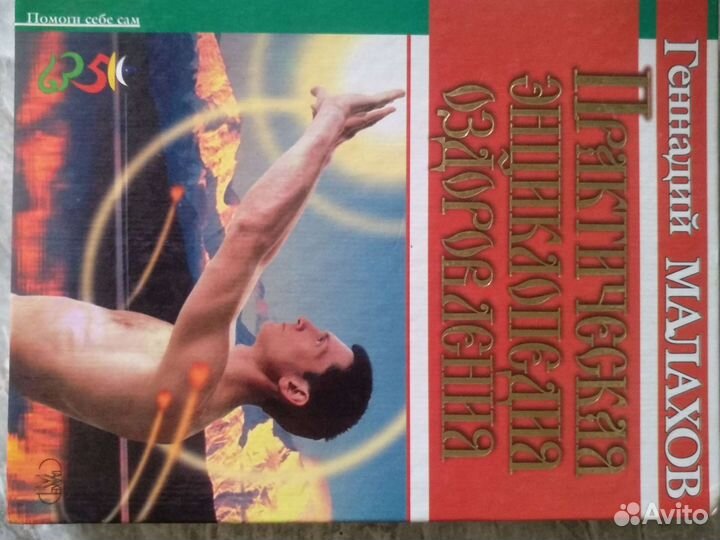 Геннадий МАЛАХОВ
Практическая
энциклопедия
оздоровления
Помоги себе сам
Avito